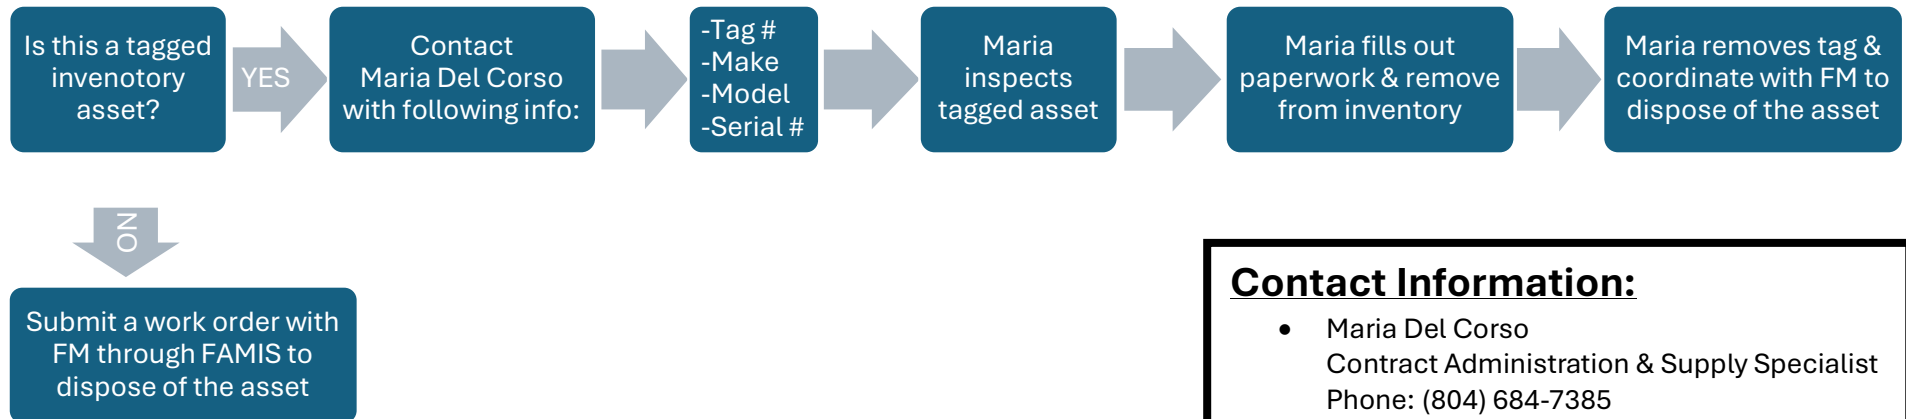 Is this a tagged
invenotory
asset?
YES
Contact
Maria Del Corso
with following info:
-Tag #
-Make
-Model
-Serial #
Maria
inspects
tagged asset
Maria fills out
paperwork & remove
from inventory
Maria removes tag &
coordinate with FM to
dispose of the asset
NO
Submit a work order with
FM through FAMIS to
dispose of the asset
Contact Information:
• Maria Del Corso
Contract Administration & Supply Specialist
Phone: (804) 684-7385